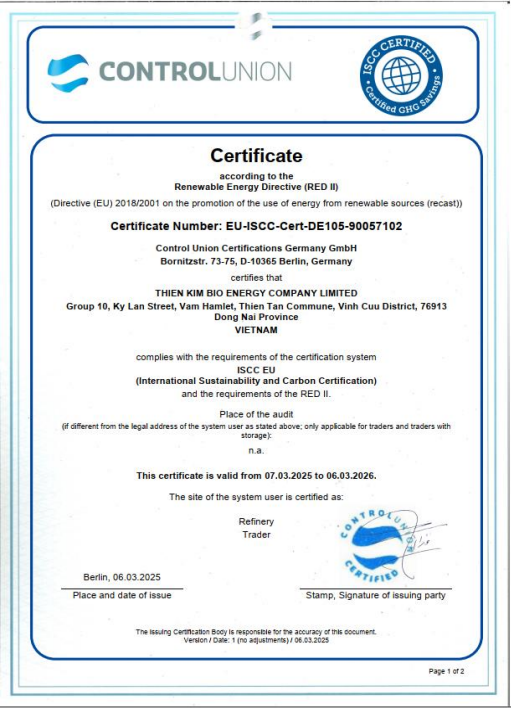 CONTROLUNION
ISCC CERTIFIED
Certified GHG Savings
Certificate
according to the
Renewable Energy Directive (RED II)
(Directive (EU) 2018/2001 on the promotion of the use of energy from renewable sources (recast))
Certificate Number: EU-ISCC-Cert-DE105-90057102
Control Union Certifications Germany GmbH
Bornitzstr. 73-75, D-10365 Berlin, Germany
certifies that
THIEN KIM BIO ENERGY COMPANY LIMITED
Group 10, Ky Lan Street, Vam Hamlet, Thien Tan Commune, Vinh Cuu District, 76913
Dong Nai Province
VIETNAM
complies with the requirements of the certification system
ISCC EU
(International Sustainability and Carbon Certification)
and the requirements of the RED II.
Place of the audit
(if different from the legal address of the system user as stated above; only applicable for traders and traders with
storage):
n.a.
This certificate is valid from 07.03.2025 to 06.03.2026.
The site of the system user is certified as:
Refinery
Trader
CONTROLUNION
CERTIFIED
Berlin, 06.03.2025
Place and date of issue
Stamp, Signature of issuing party
The Issuing Certification Body is responsible for the accuracy of this document.
Version / Date: 1 (no adjustments) / 06.03.2025
Page 1 of 2